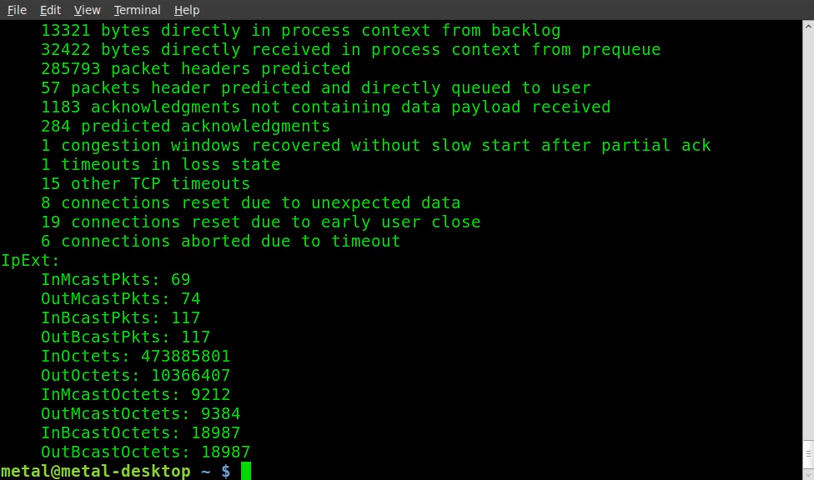 File Edit View Terminal Help
13321 bytes directly in process context from backlog
32422 bytes directly received in process context from prequeue
285793 packet headers predicted
57 packets header predicted and directly queued to user
1183 acknowledgments not containing data payload received
284 predicted acknowledgments
1 congestion windows recovered without slow start after partial ack
1 timeouts in loss state
15 other TCP timeouts
8 connections reset due to unexpected data
19 connections reset due to early user close
6 connections aborted due to timeout
IpExt:
InMcastPkts: 69
OutMcastPkts: 74
InBcastPkts: 117
OutBcastPkts: 117
InOctets: 473885801
OutOctets: 10366407
InMcastOctets: 9212
OutMcastOctets: 9384
InBcastOctets: 18987
OutBcastOctets: 18987
metal@metal-desktop ~ $